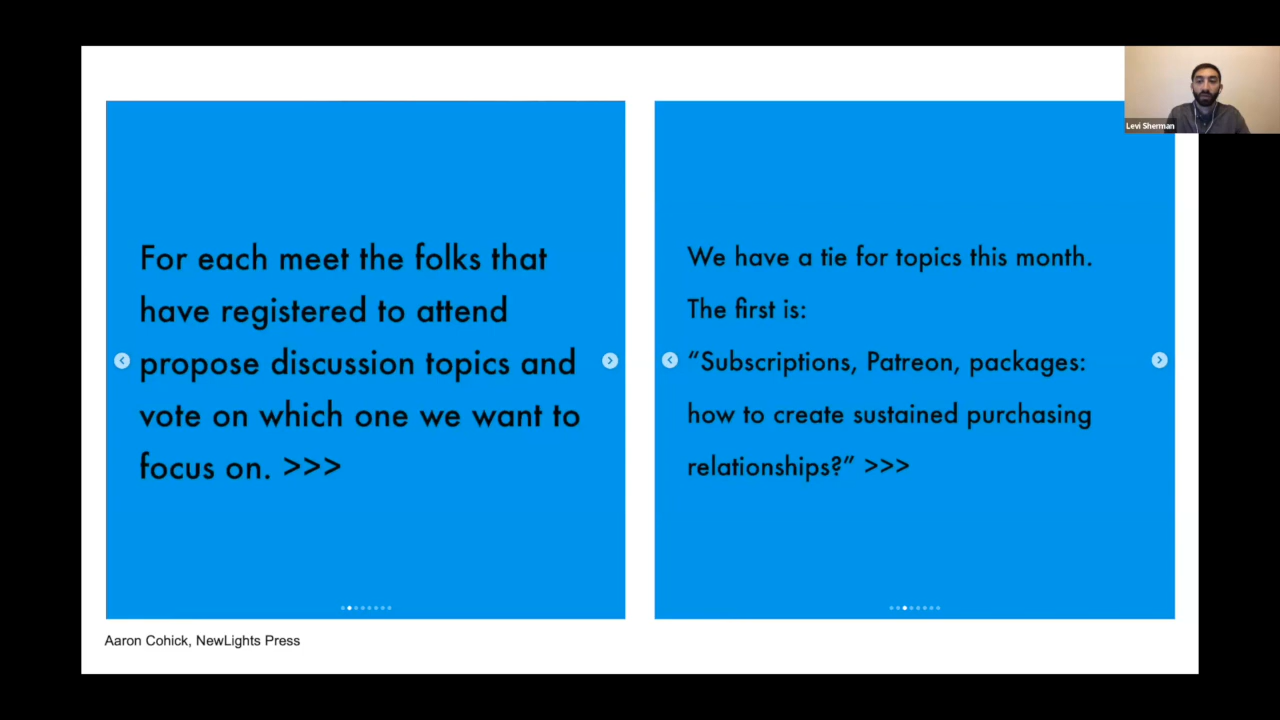 Levi Sherman
For each meet the folks that
have registered to attend
propose discussion topics and
vote on which one we want to
focus on. >>>
We have a tie for topics this month.
The first is:
“Subscriptions, Patreon, packages:
how to create sustained purchasing
relationships?” >>>
Aaron Cohick, NewLights Press